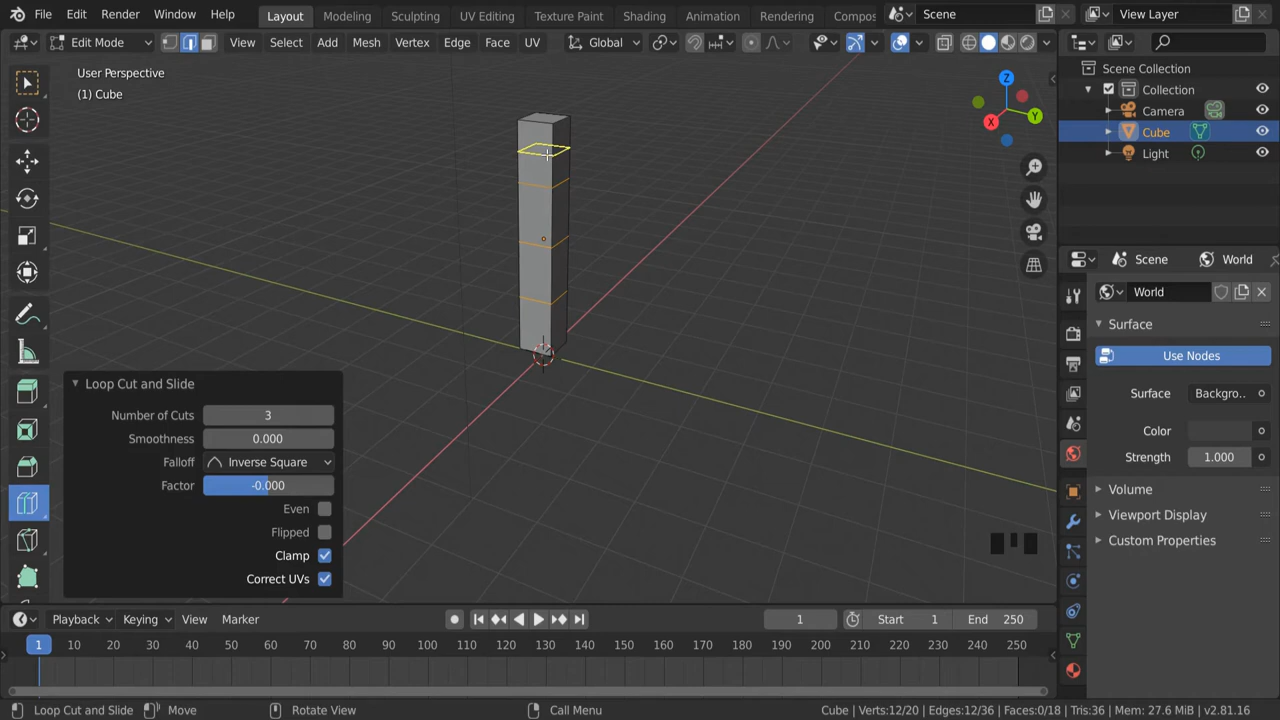 File Edit Render Window Help Layout Modeling Sculpting UV Editing Texture Paint Shading Animation Rendering Compos Scene View Layer
Edit Mode View Select Add Mesh Vertex Edge Face UV Global
User Perspective
(1) Cube
Z
Y
X
Scene Collection
Collection
Camera
Cube
Light
Scene World
World
Surface
Use Nodes
Surface Backgro..
Color
Strength 1.000
Volume
Viewport Display
Custom Properties
Loop Cut and Slide
Number of Cuts 3
Smoothness 0.000
Falloff Inverse Square
Factor -0.000
Even
Flipped
Clamp
Correct UVs
Playback Keying View Marker 1 Start 1 End 250
1 10 20 30 40 50 60 70 80 90 100 110 120 130 140 150 160 170 180 190 200 210 220 230 240 250
Loop Cut and Slide Move Rotate View Call Menu Cube | Verts:12/20 | Edges:12/36 | Faces:0/18 | Tris:36 | Mem: 27.6 MiB | v2.81.16